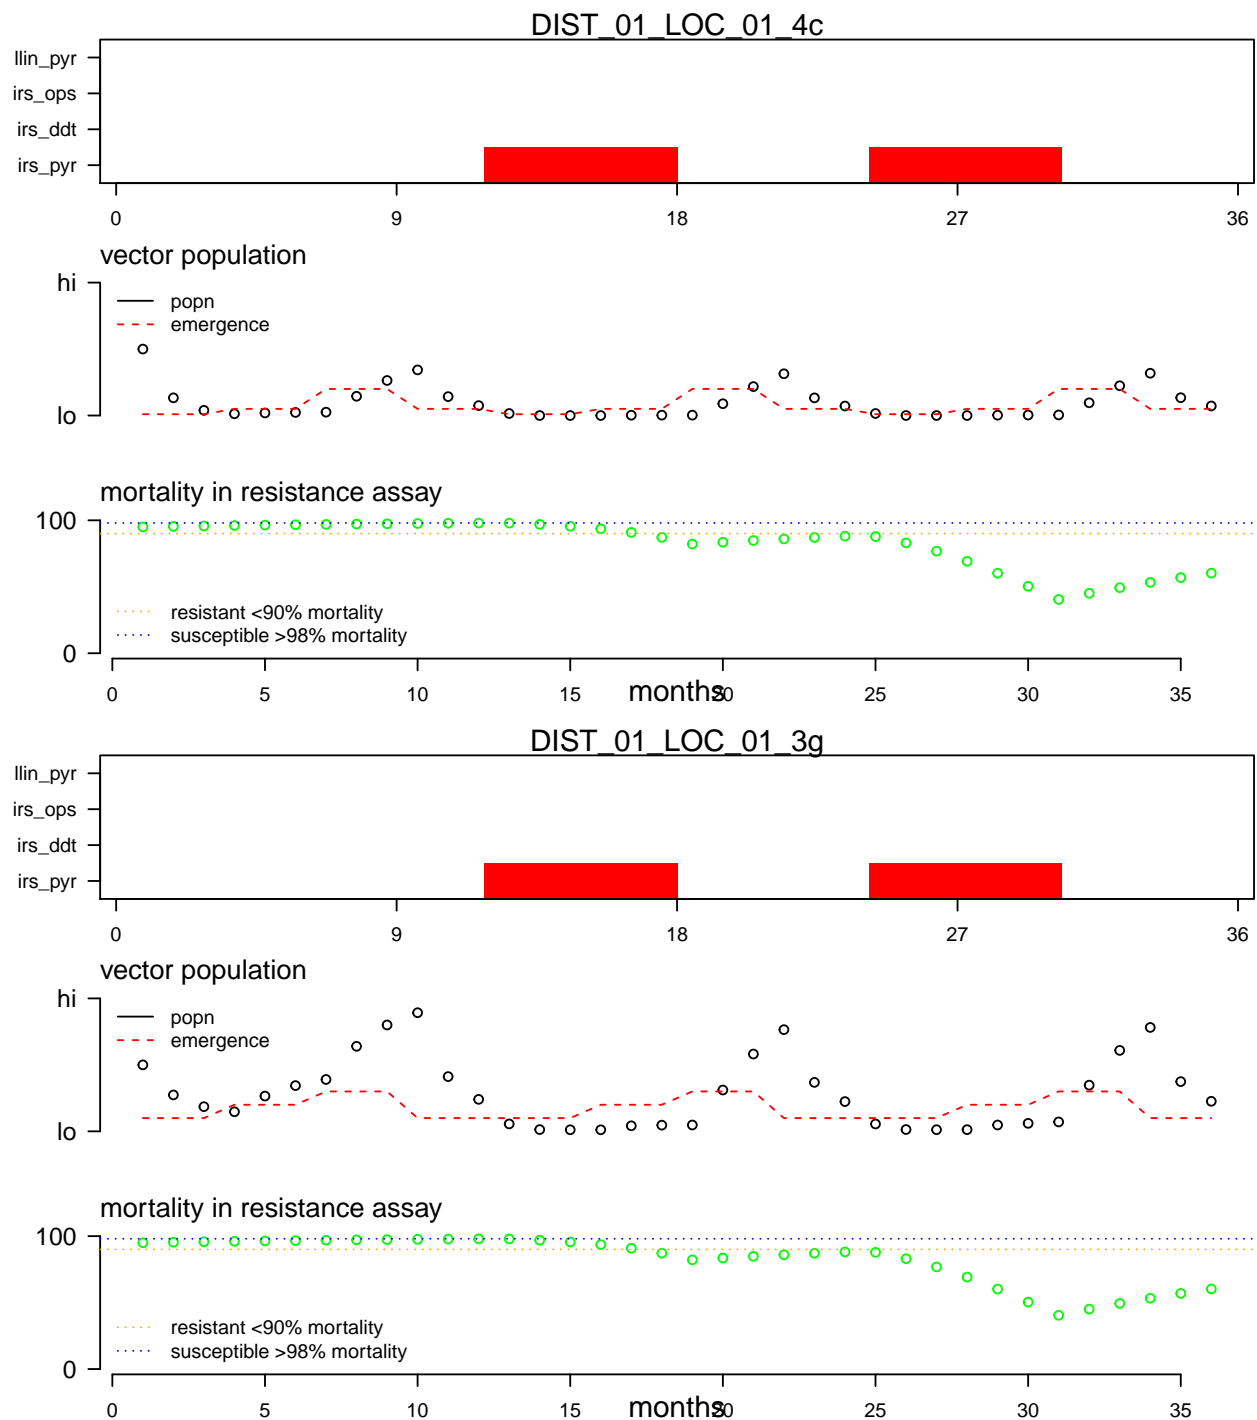 DIST_01_LOC_01_4c
llin_pyr
irs_ops
irs_ddt
irs_pyr
0 9 18 27 36
vector population
hi
popn
emergence
lo
mortality in resistance assay
100
resistant <90% mortality
susceptible >98% mortality
0
0 5 10 15 20 25 30 35
months
DIST_01_LOC_01_3g
llin_pyr
irs_ops
irs_ddt
irs_pyr
0 9 18 27 36
vector population
hi
popn
emergence
lo
mortality in resistance assay
100
resistant <90% mortality
susceptible >98% mortality
0
0 5 10 15 20 25 30 35
months